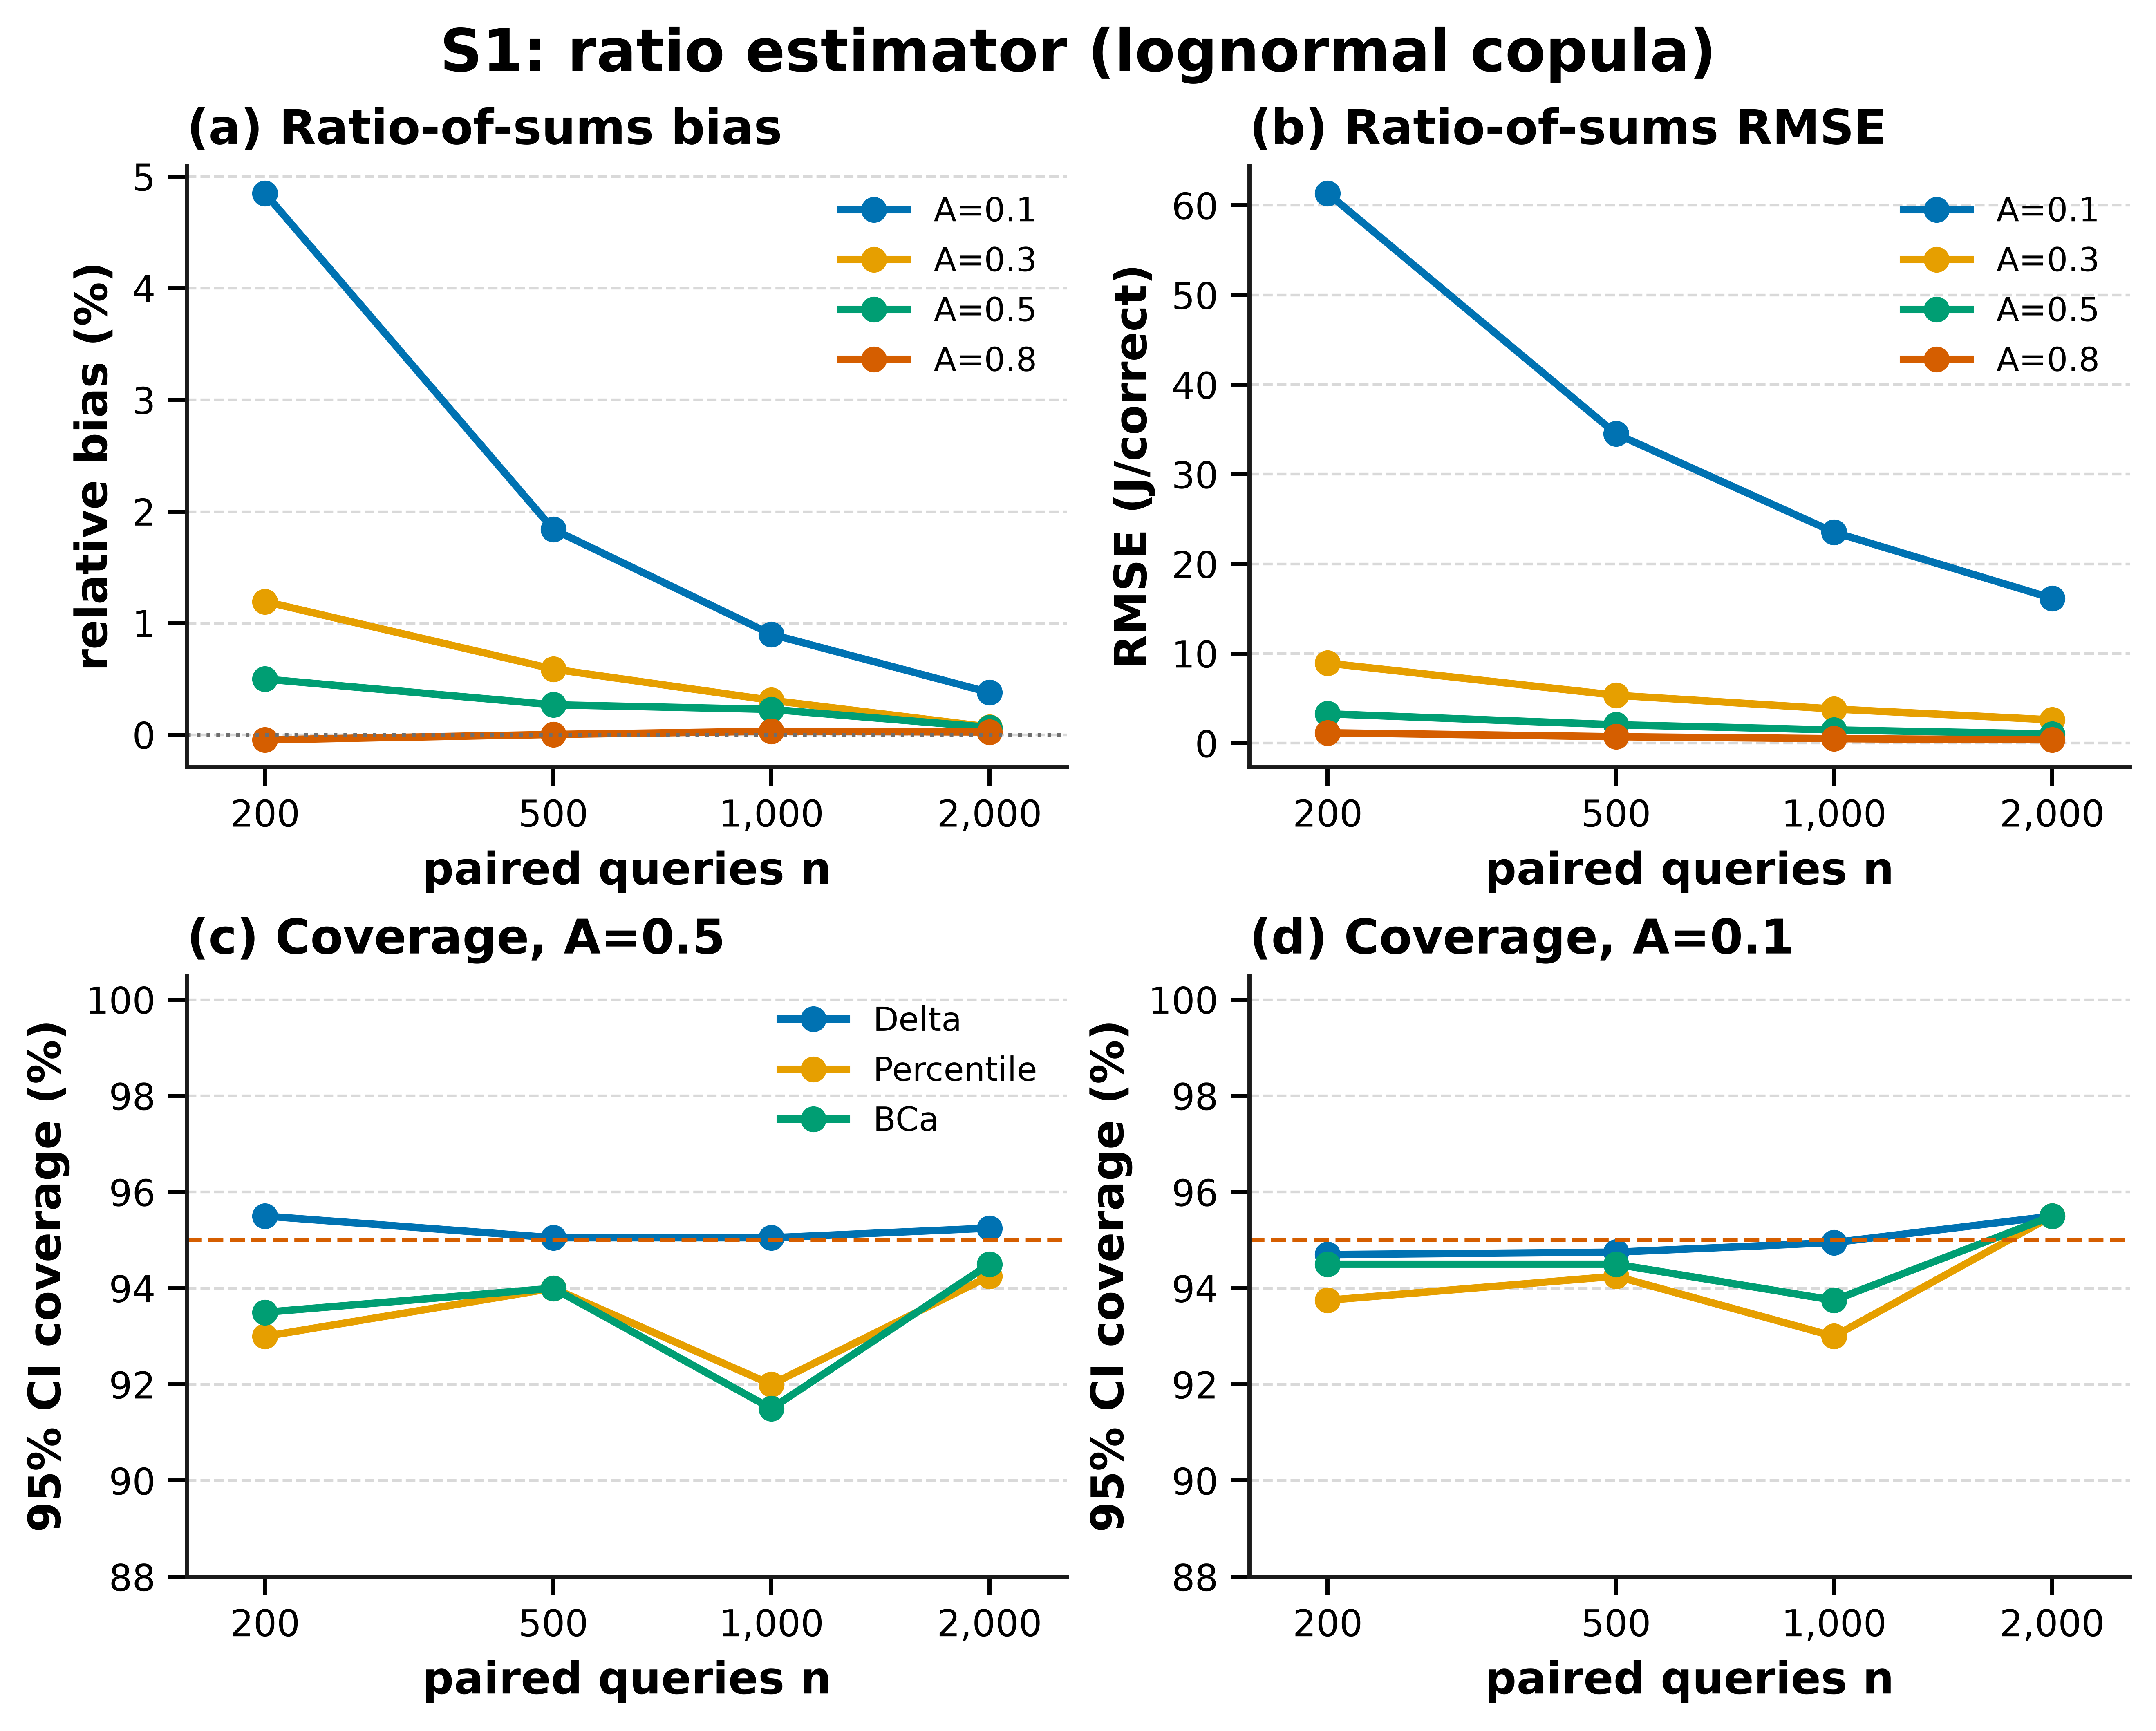 S1: ratio estimator (lognormal copula)
(a) Ratio-of-sums bias
relative bias (%)
5
4
3
2
1
0
A=0.1
A=0.3
A=0.5
A=0.8
200
500
1,000
2,000
paired queries n
(b) Ratio-of-sums RMSE
RMSE (J/correct)
60
50
40
30
20
10
0
A=0.1
A=0.3
A=0.5
A=0.8
200
500
1,000
2,000
paired queries n
(c) Coverage, A=0.5
95% CI coverage (%)
100
98
96
94
92
90
88
Delta
Percentile
BCa
200
500
1,000
2,000
paired queries n
(d) Coverage, A=0.1
95% CI coverage (%)
100
98
96
94
92
90
88
200
500
1,000
2,000
paired queries n